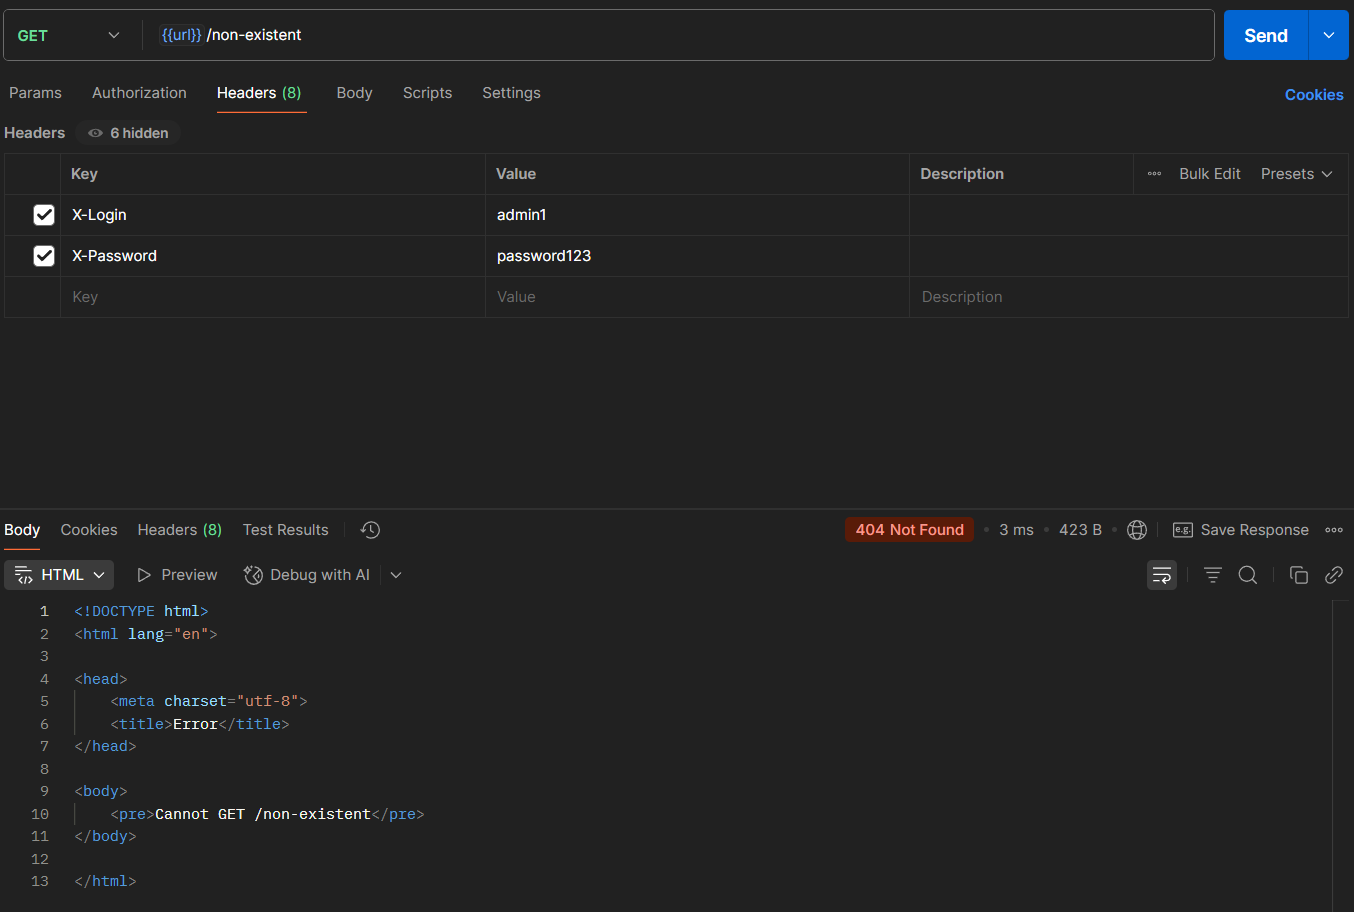 GET {{url}} /non-existent Send
Params Authorization Headers (8) Body Scripts Settings Cookies
Headers 6 hidden
Key Value Description Bulk Edit Presets
X-Login admin1
X-Password password123
Key Value Description
Body Cookies Headers (8) Test Results 404 Not Found • 3 ms • 423 B • e.g. Save Response
HTML Preview Debug with AI
1 <!DOCTYPE html>
2 <html lang="en">
3
4 <head>
5 <meta charset="utf-8">
6 <title>Error</title>
7 </head>
8
9 <body>
10 <pre>Cannot GET /non-existent</pre>
11 </body>
12
13 </html>